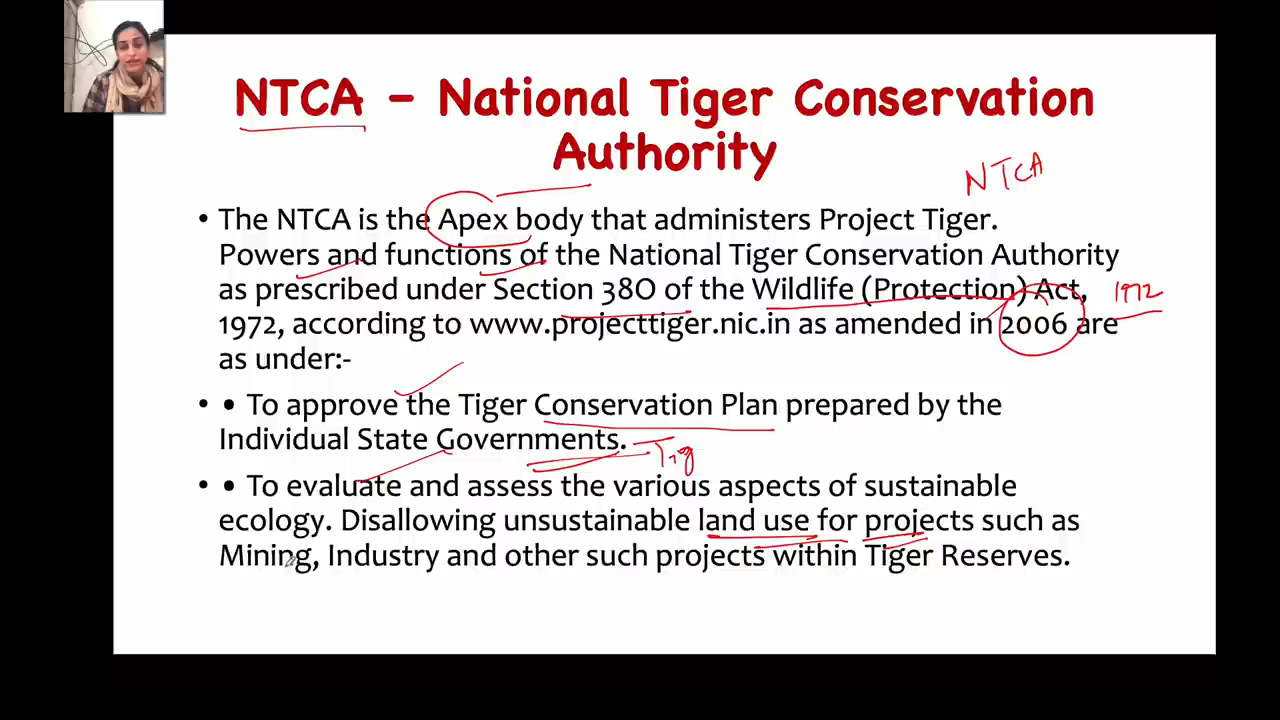 NTCA – National Tiger Conservation
Authority
NTCA
• The NTCA is the Apex body that administers Project Tiger.
Powers and functions of the National Tiger Conservation Authority
as prescribed under Section 38O of the Wildlife (Protection) Act,
1972
1972, according to www.projecttiger.nic.in as amended in 2006 are
as under:-
• • To approve the Tiger Conservation Plan prepared by the
Individual State Governments.
Tig
• • To evaluate and assess the various aspects of sustainable
ecology. Disallowing unsustainable land use for projects such as
Mining, Industry and other such projects within Tiger Reserves.